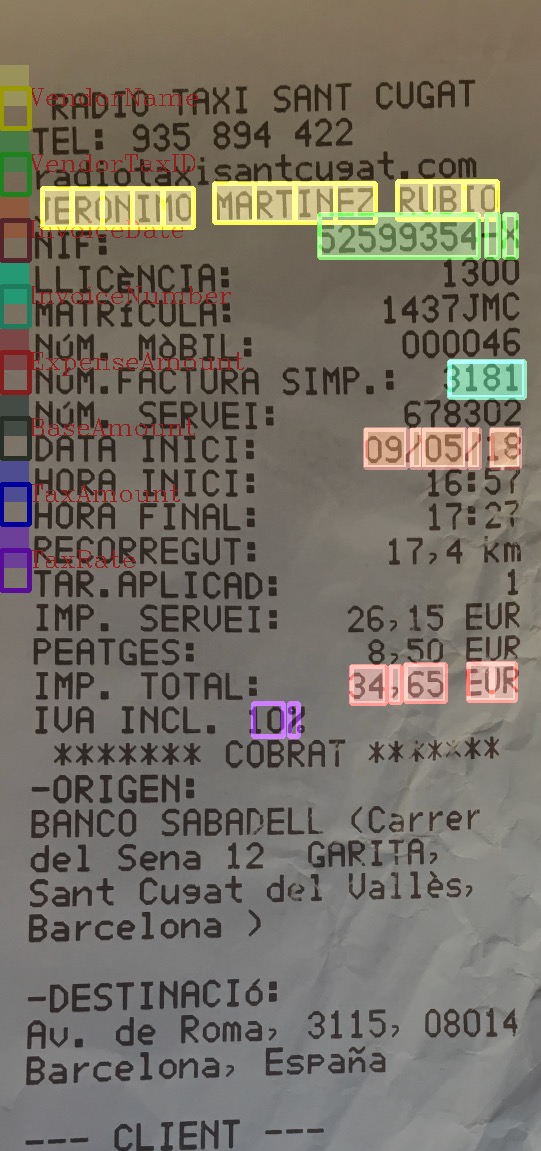 VendorName
RADIO TAXI SANT CUGAT
TEL: 935 894 422
VendorTaxID
radiotaxisantcugat.com
JERONIMO MARTINEZ RUBIO
InvoiceDate
NIF: 52599354-X
LLICÈNCIA: 1300
InvoiceNumber
MATRÍCULA: 1437JMC
NÚM. MÒBIL: 000046
ExpenseAmount
NÚM.FACTURA SIMP.: 3181
NÚM. SERVEI: 678302
BaseAmount
DATA INICI: 09/05/18
HORA INICI: 16:57
TaxAmount
HORA FINAL: 17:27
RECORREGUT: 17,4 km
TaxRate
TAR.APLICAD: 1
IMP. SERVEI: 26,15 EUR
PEATGES: 8,50 EUR
IMP. TOTAL: 34,65 EUR
IVA INCL. 10%
******* COBRAT *******
-ORIGEN:
BANCO SABADELL (Carrer
del Sena 12 GARITA,
Sant Cugat del Vallès,
Barcelona )
-DESTINACIÓ:
Av. de Roma, 3115, 08014
Barcelona, España
--- CLIENT ---